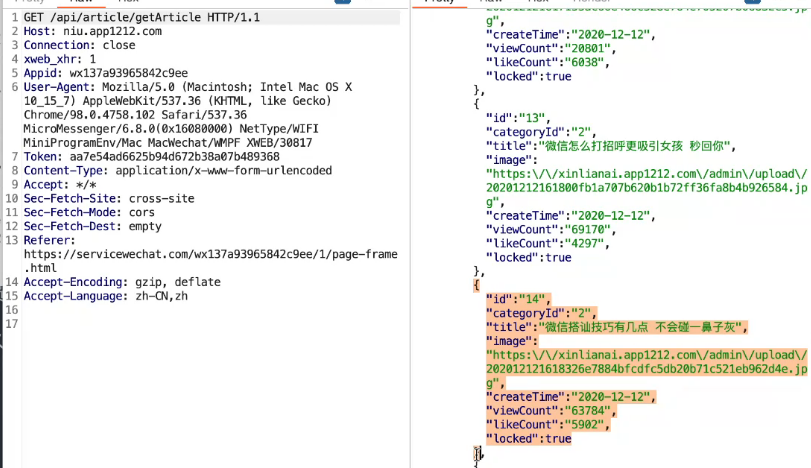 1 GET /api/article/getArticle HTTP/1.1
2 Host: niu.app1212.com
3 Connection: close
4 xweb_xhr: 1
5 Appid: wx137a93965842c9ee
6 User-Agent: Mozilla/5.0 (Macintosh; Intel Mac OS X
10_15_7) AppleWebKit/537.36 (KHTML, like Gecko)
Chrome/98.0.4758.102 Safari/537.36
MicroMessenger/6.8.0(0x16080000) NetType/WIFI
MiniProgramEnv/Mac MacWechat/WMPF XWEB/30817
7 Token: aa7e54ad6625b94d672b38a07b489368
8 Content-Type: application/x-www-form-urlencoded
9 Accept: */*
10 Sec-Fetch-Site: cross-site
11 Sec-Fetch-Mode: cors
12 Sec-Fetch-Dest: empty
13 Referer:
https://servicewechat.com/wx137a93965842c9ee/1/page-frame
.html
14 Accept-Encoding: gzip, deflate
15 Accept-Language: zh-CN,zh
16
17
g",
"createTime":"2020-12-12",
"viewCount":"20801",
"likeCount":"6038",
"locked":true
},
{
"id":"13",
"categoryId":"2",
"title":"微信怎么打招呼更吸引女孩 秒回你",
"image":
"https:\/\/xinlianai.app1212.com\/admin\/upload\/
20201212161800fb1a707b620b1b72ff36fa8b4b926584.jp
g",
"createTime":"2020-12-12",
"viewCount":"69170",
"likeCount":"4297",
"locked":true
},
{
"id":"14",
"categoryId":"2",
"title":"微信搭讪技巧有几点 不会碰一鼻子灰",
"image":
"https:\/\/xinlianai.app1212.com\/admin\/upload\/
202012121618326e7884bfcdfc5db20b71c521eb962d4e.jp
g",
"createTime":"2020-12-12",
"viewCount":"63784",
"likeCount":"5902",
"locked":true
},
{